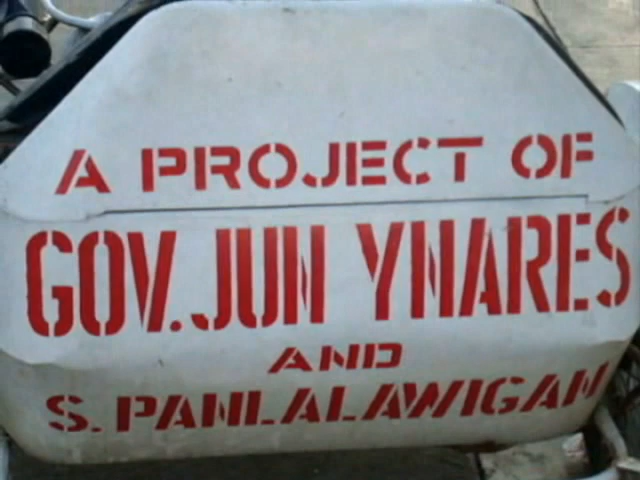 A PROJECT OF
GOV. JUN YNARES
AND
S. PANLALAWIGAN